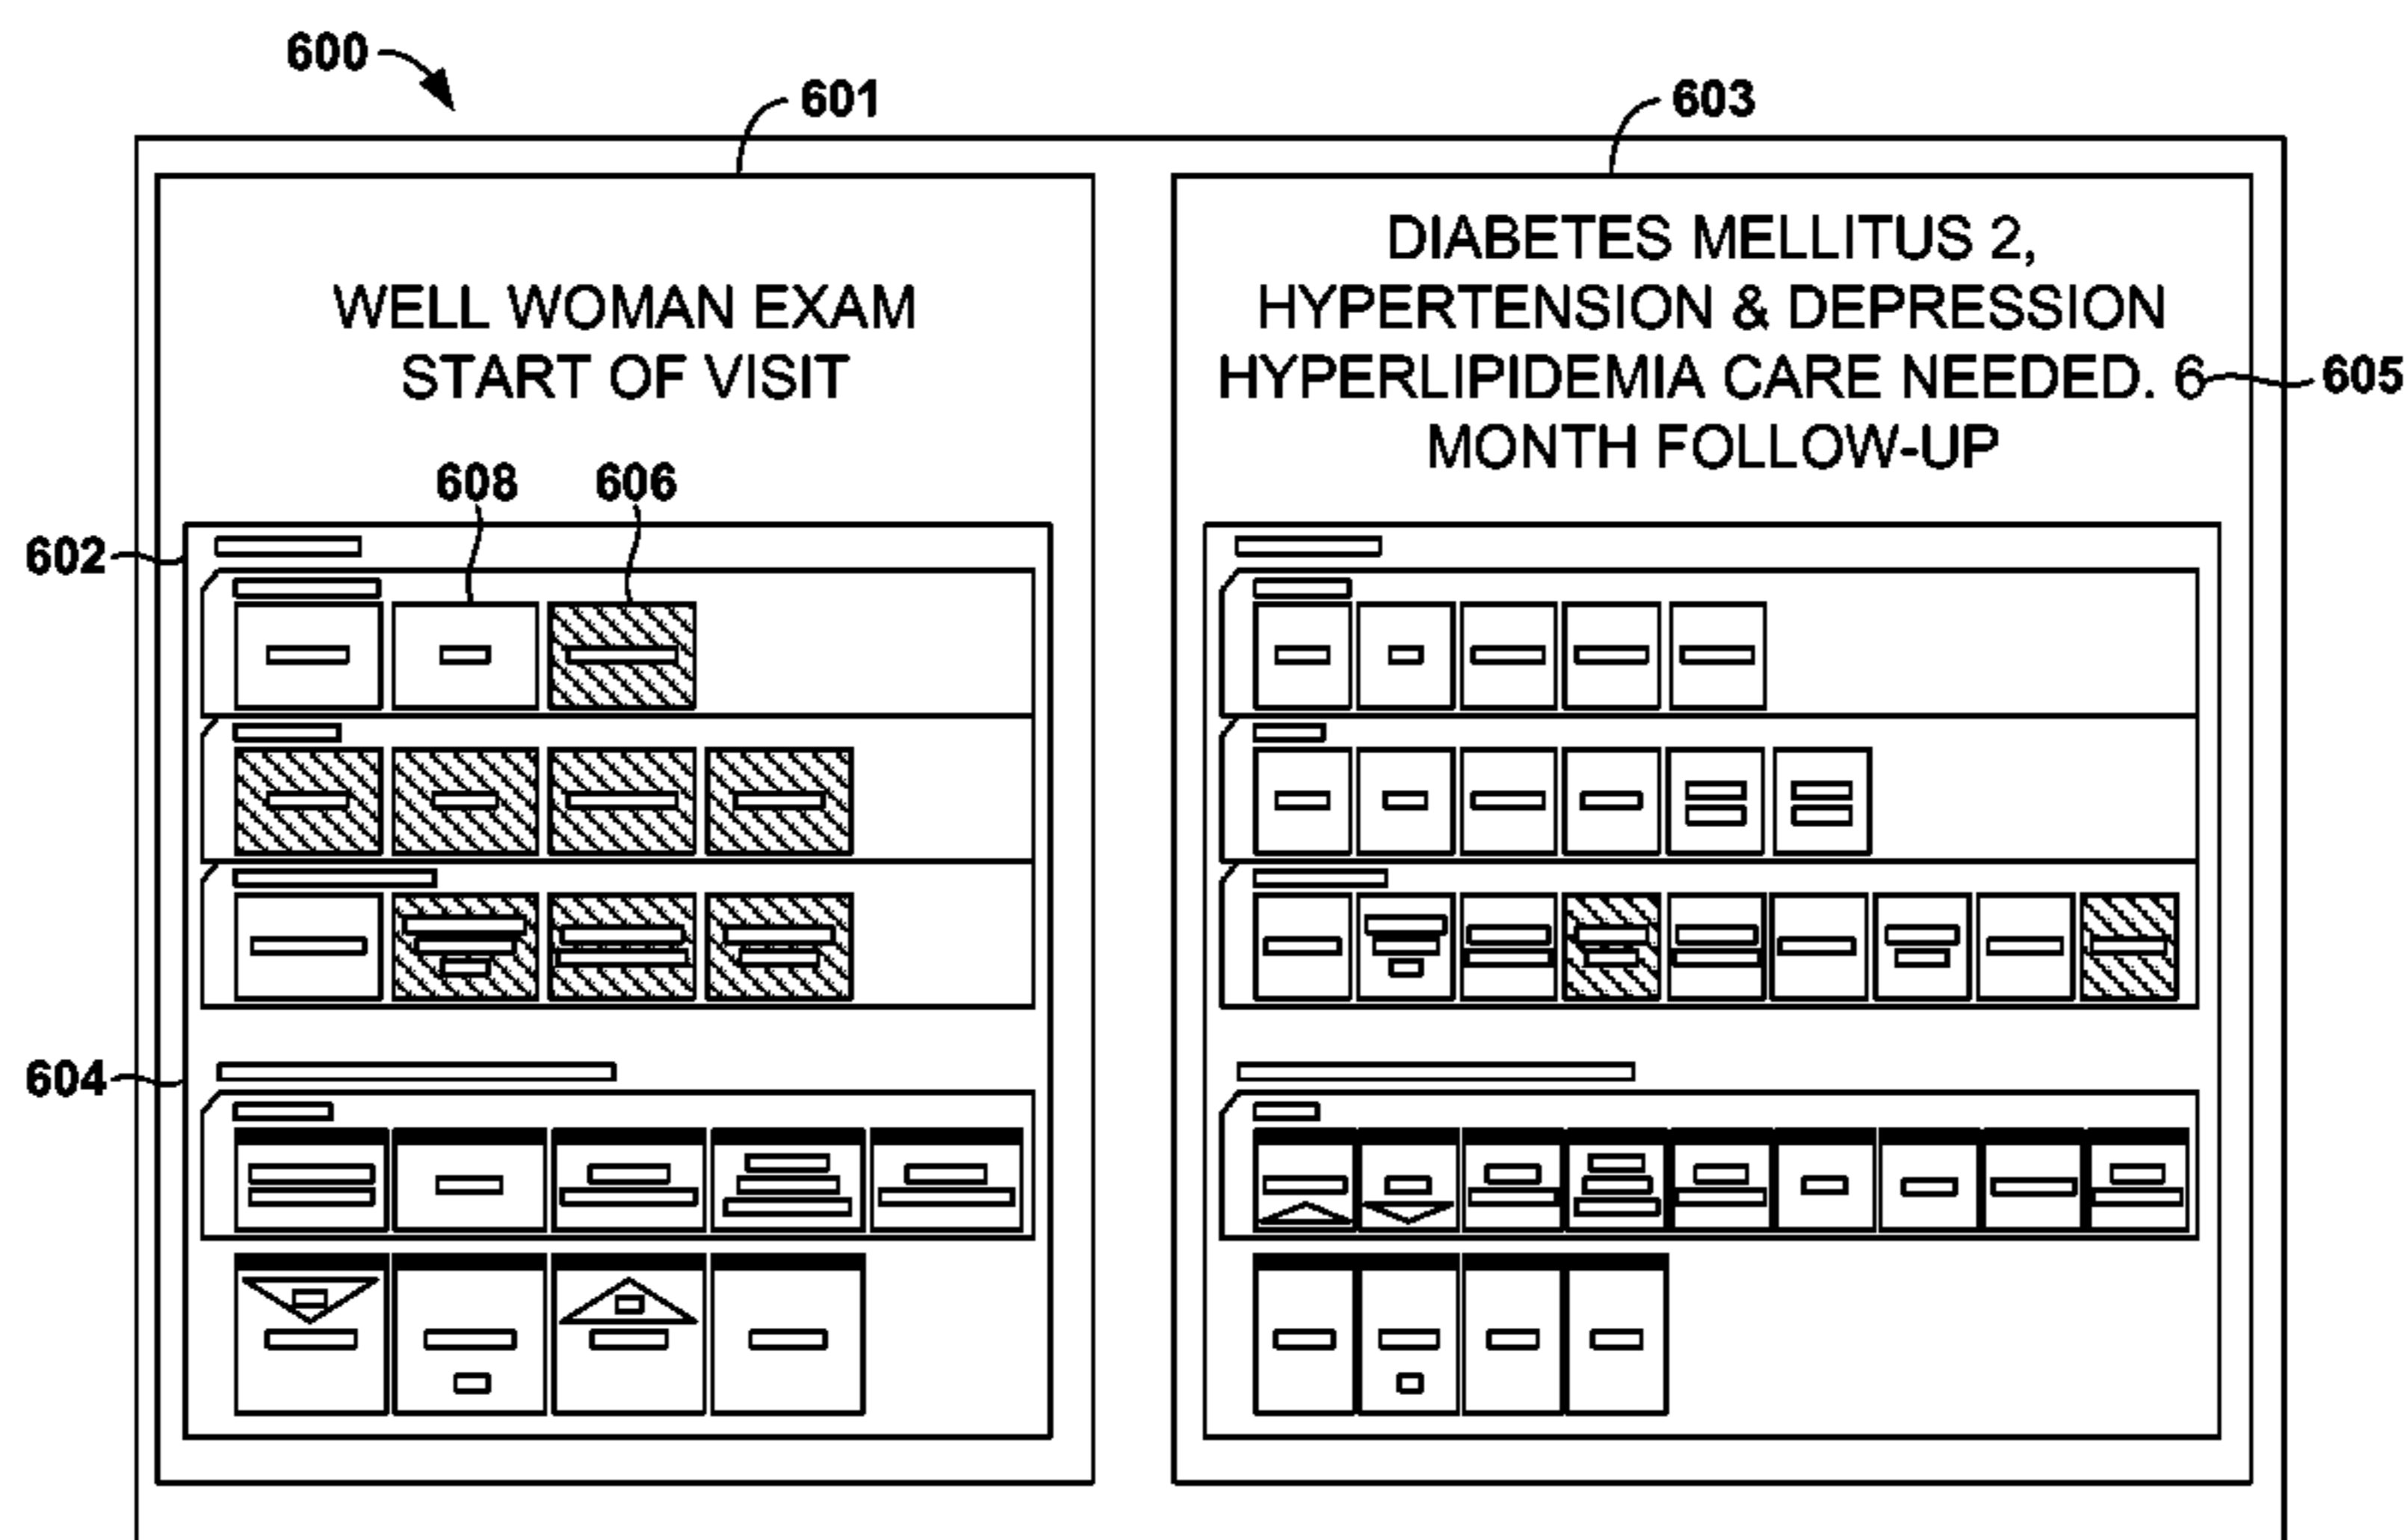 600
601
603
WELL WOMAN EXAM
START OF VISIT
DIABETES MELLITUS 2,
HYPERTENSION & DEPRESSION
HYPERLIPIDEMIA CARE NEEDED. 6
MONTH FOLLOW-UP
605
608
606
602
604